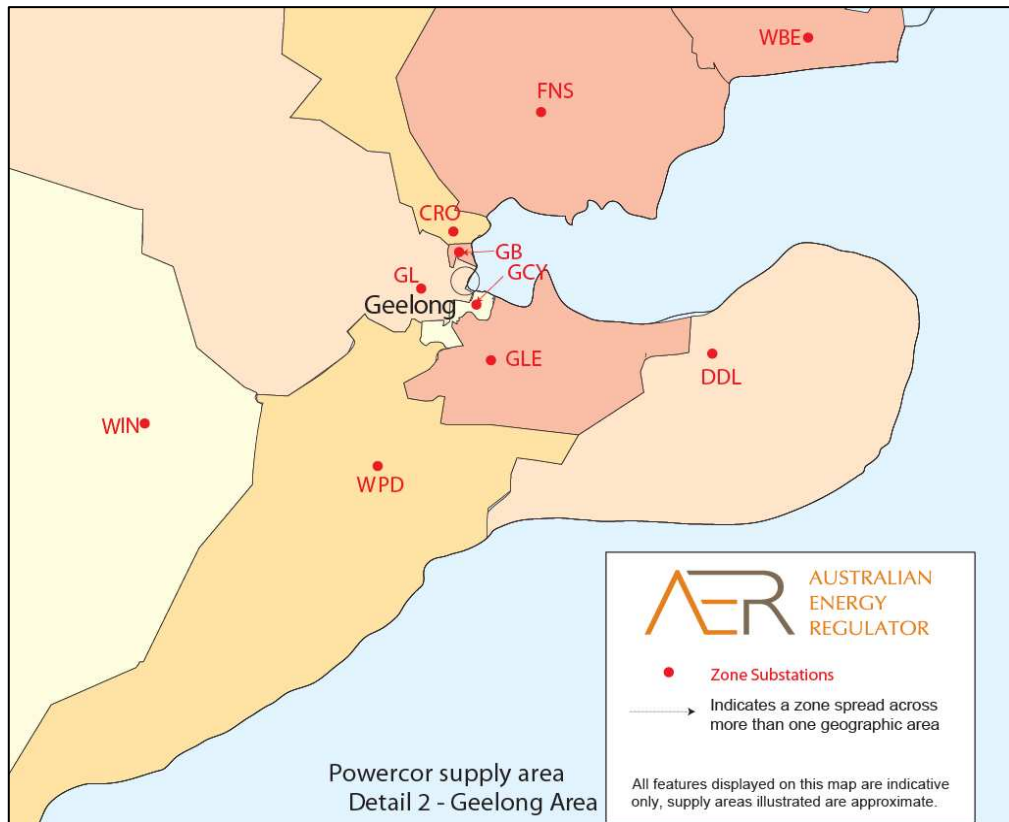 WBE
FNS
CRO
GB
GCY
GL
Geelong
GLE
DDL
WIN
WPD
AER
AUSTRALIAN
ENERGY
REGULATOR
Zone Substations
Indicates a zone spread across
more than one geographic area
All features displayed on this map are indicative
only, supply areas illustrated are approximate.
Powercor supply area
Detail 2 - Geelong Area